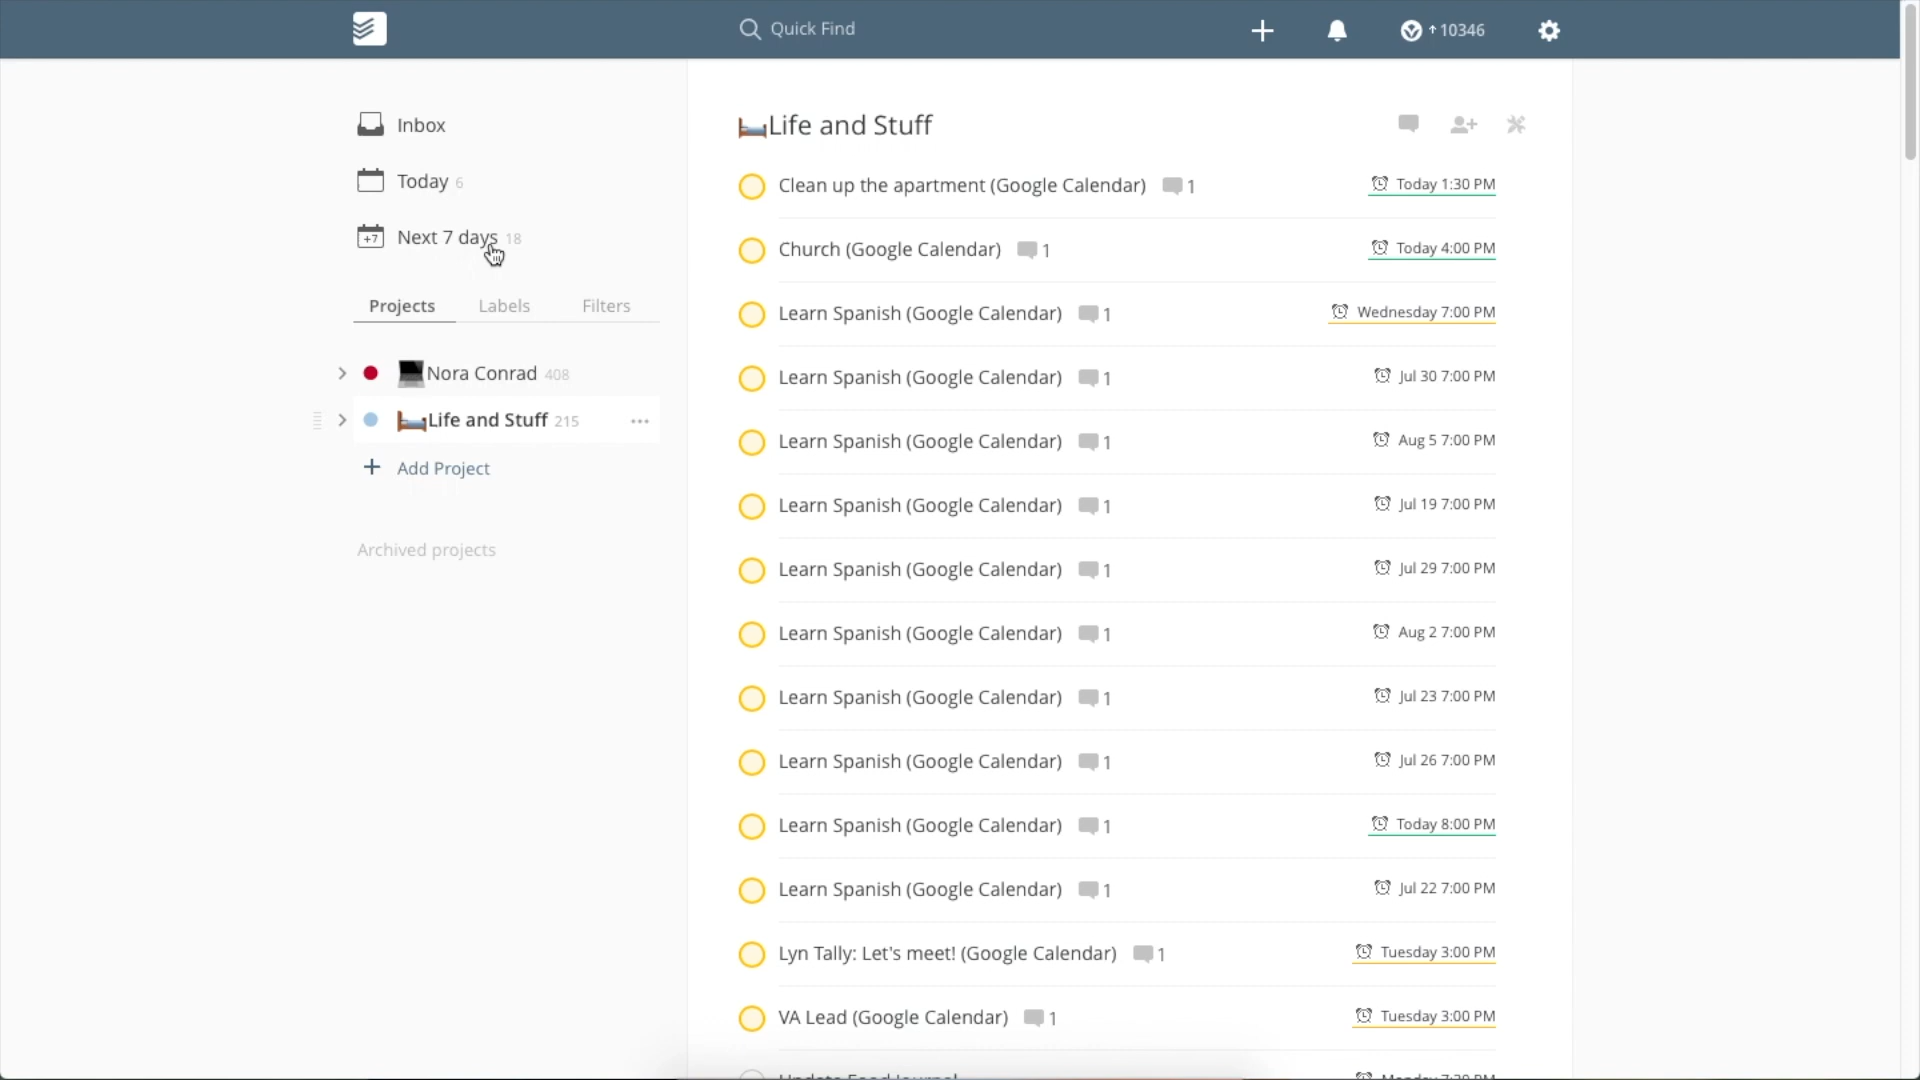 Quick Find
10346
Inbox
Today 6
+7 Next 7 days 18
Projects Labels Filters
Nora Conrad 408
Life and Stuff 215
Add Project
Archived projects
Life and Stuff
Clean up the apartment (Google Calendar) 1 Today 1:30 PM
Church (Google Calendar) 1 Today 4:00 PM
Learn Spanish (Google Calendar) 1 Wednesday 7:00 PM
Learn Spanish (Google Calendar) 1 Jul 30 7:00 PM
Learn Spanish (Google Calendar) 1 Aug 5 7:00 PM
Learn Spanish (Google Calendar) 1 Jul 19 7:00 PM
Learn Spanish (Google Calendar) 1 Jul 29 7:00 PM
Learn Spanish (Google Calendar) 1 Aug 2 7:00 PM
Learn Spanish (Google Calendar) 1 Jul 23 7:00 PM
Learn Spanish (Google Calendar) 1 Jul 26 7:00 PM
Learn Spanish (Google Calendar) 1 Today 8:00 PM
Learn Spanish (Google Calendar) 1 Jul 22 7:00 PM
Lyn Tally: Let's meet! (Google Calendar) 1 Tuesday 3:00 PM
VA Lead (Google Calendar) 1 Tuesday 3:00 PM